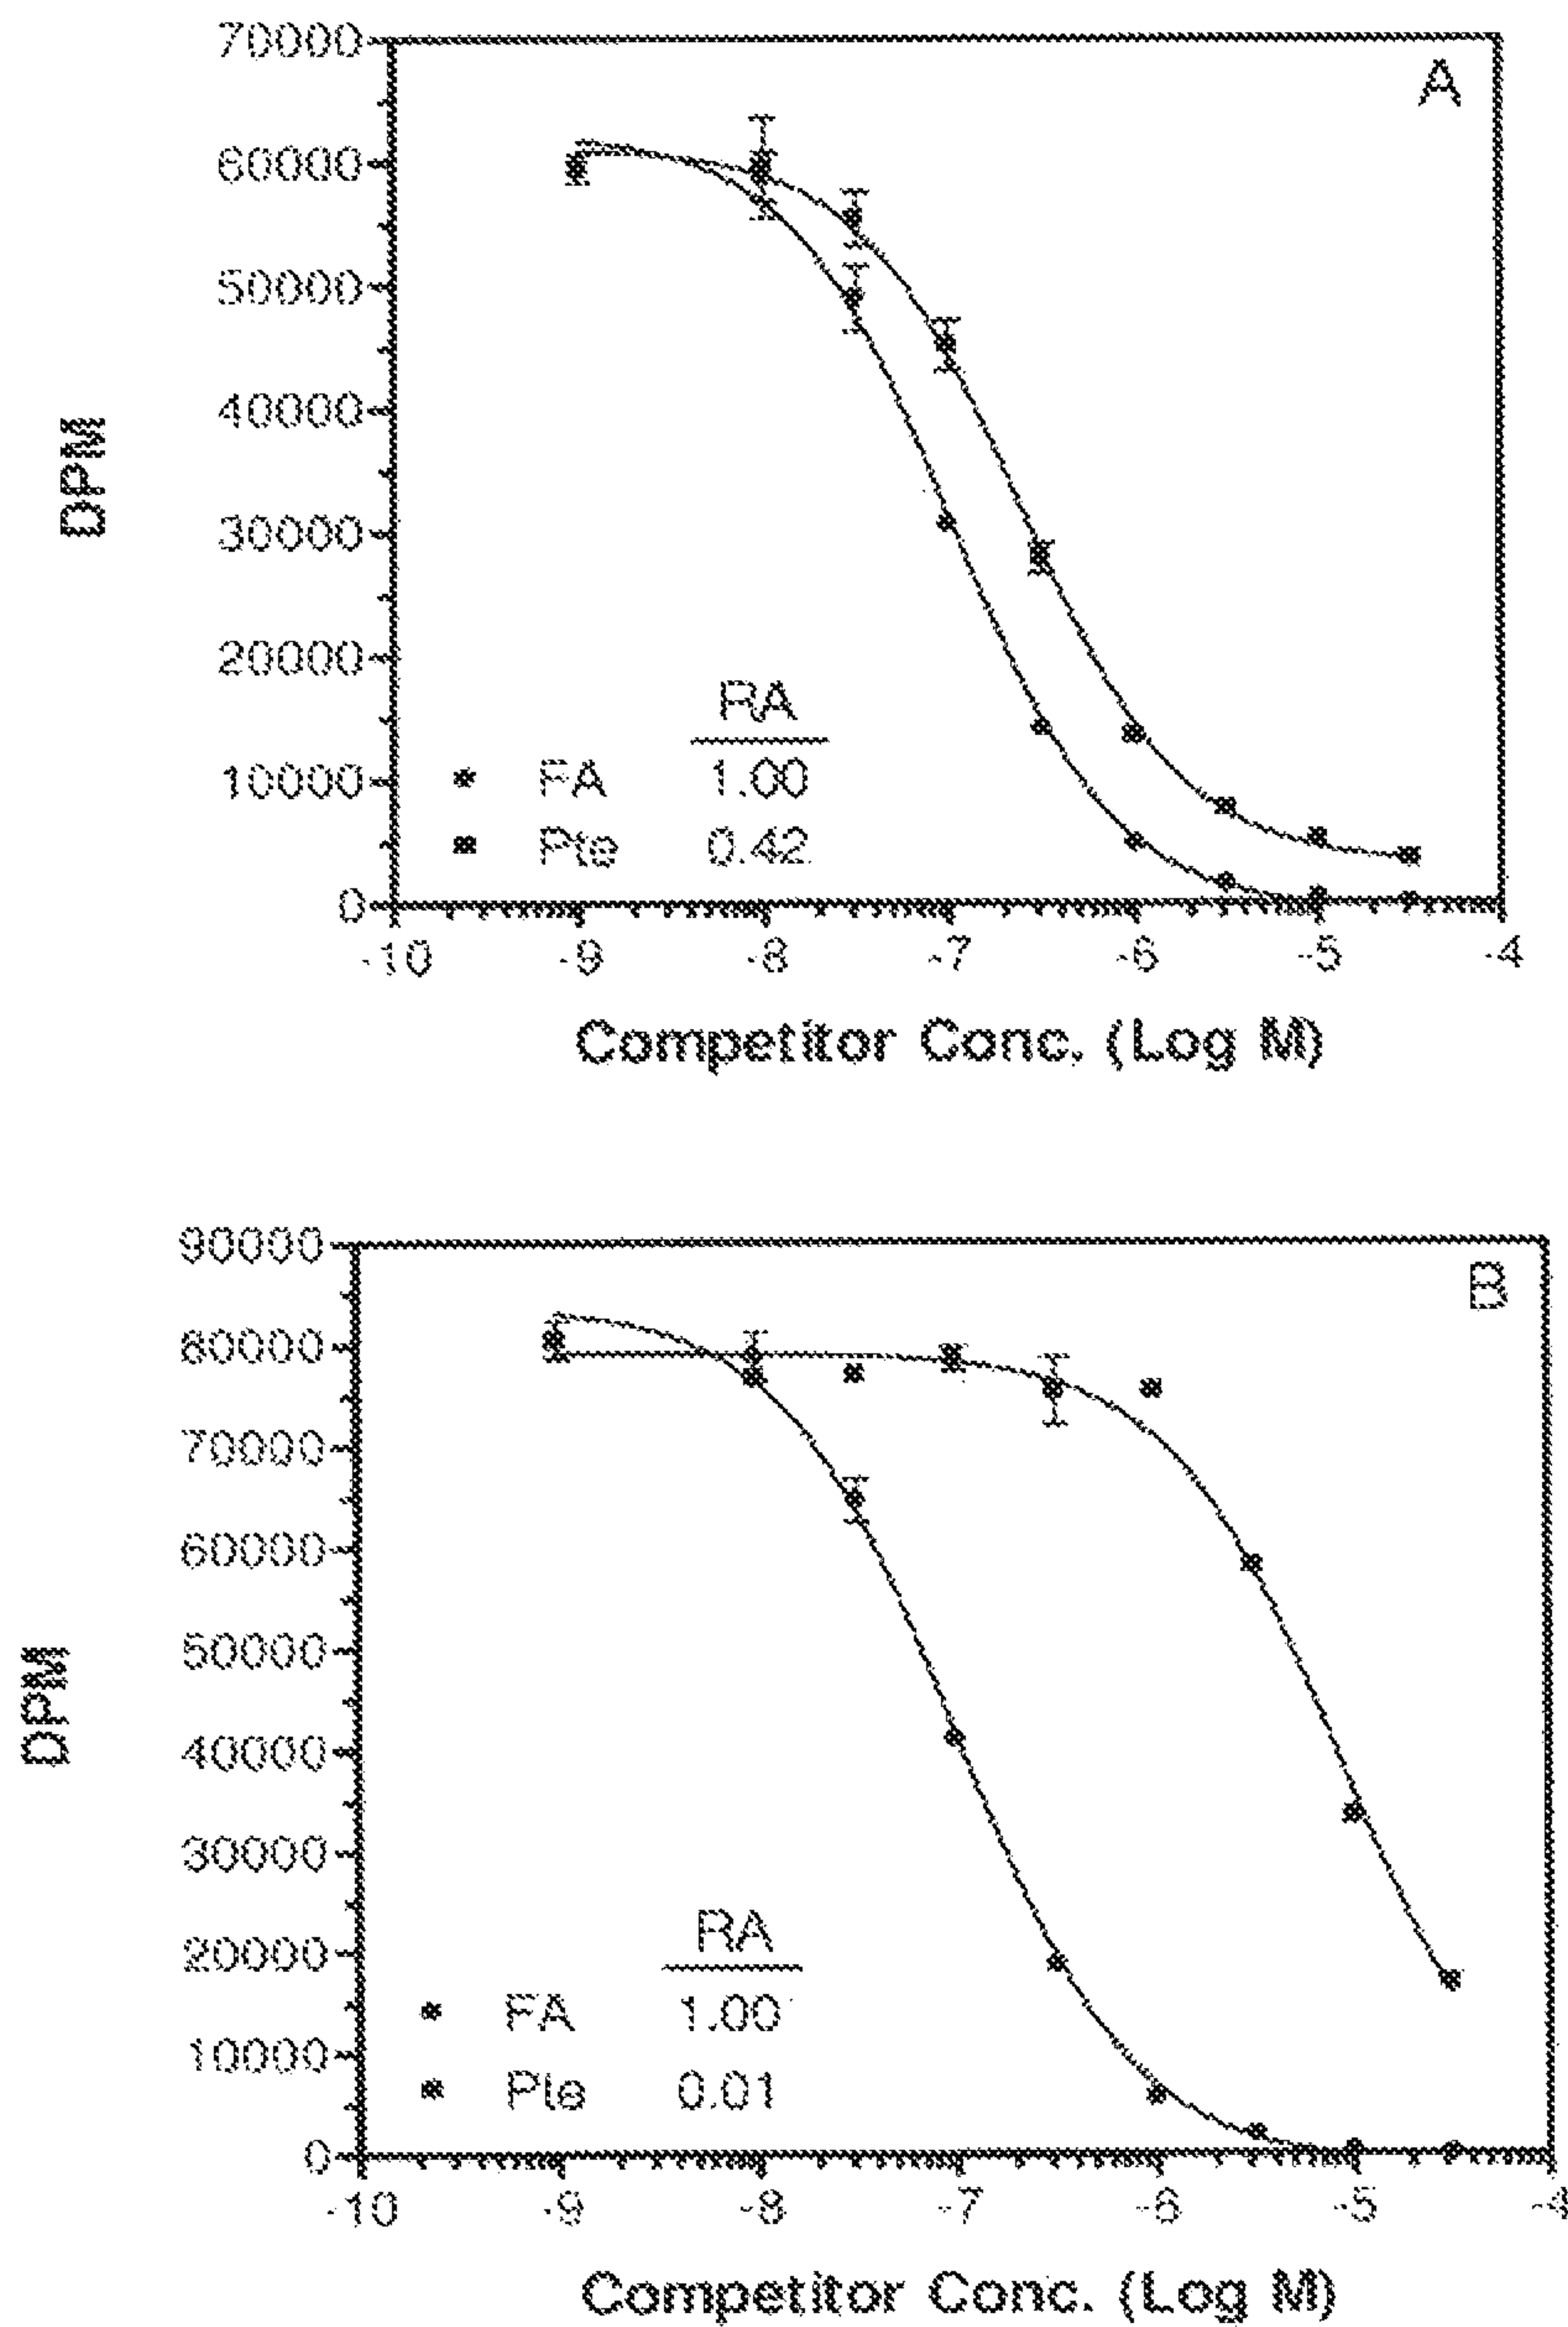 70000
A
60000
50000
40000
DPM
30000
20000
RA
10000
FA 1.00
Pte 0.42
0
-10 -9 -8 -7 -6 -5 -4
Competitor Conc. (Log M)
90000
B
80000
70000
60000
50000
DPM
40000
30000
20000
RA
FA 1.00
10000
Pte 0.01
0
-10 -9 -8 -7 -6 -5 -4
Competitor Conc. (Log M)